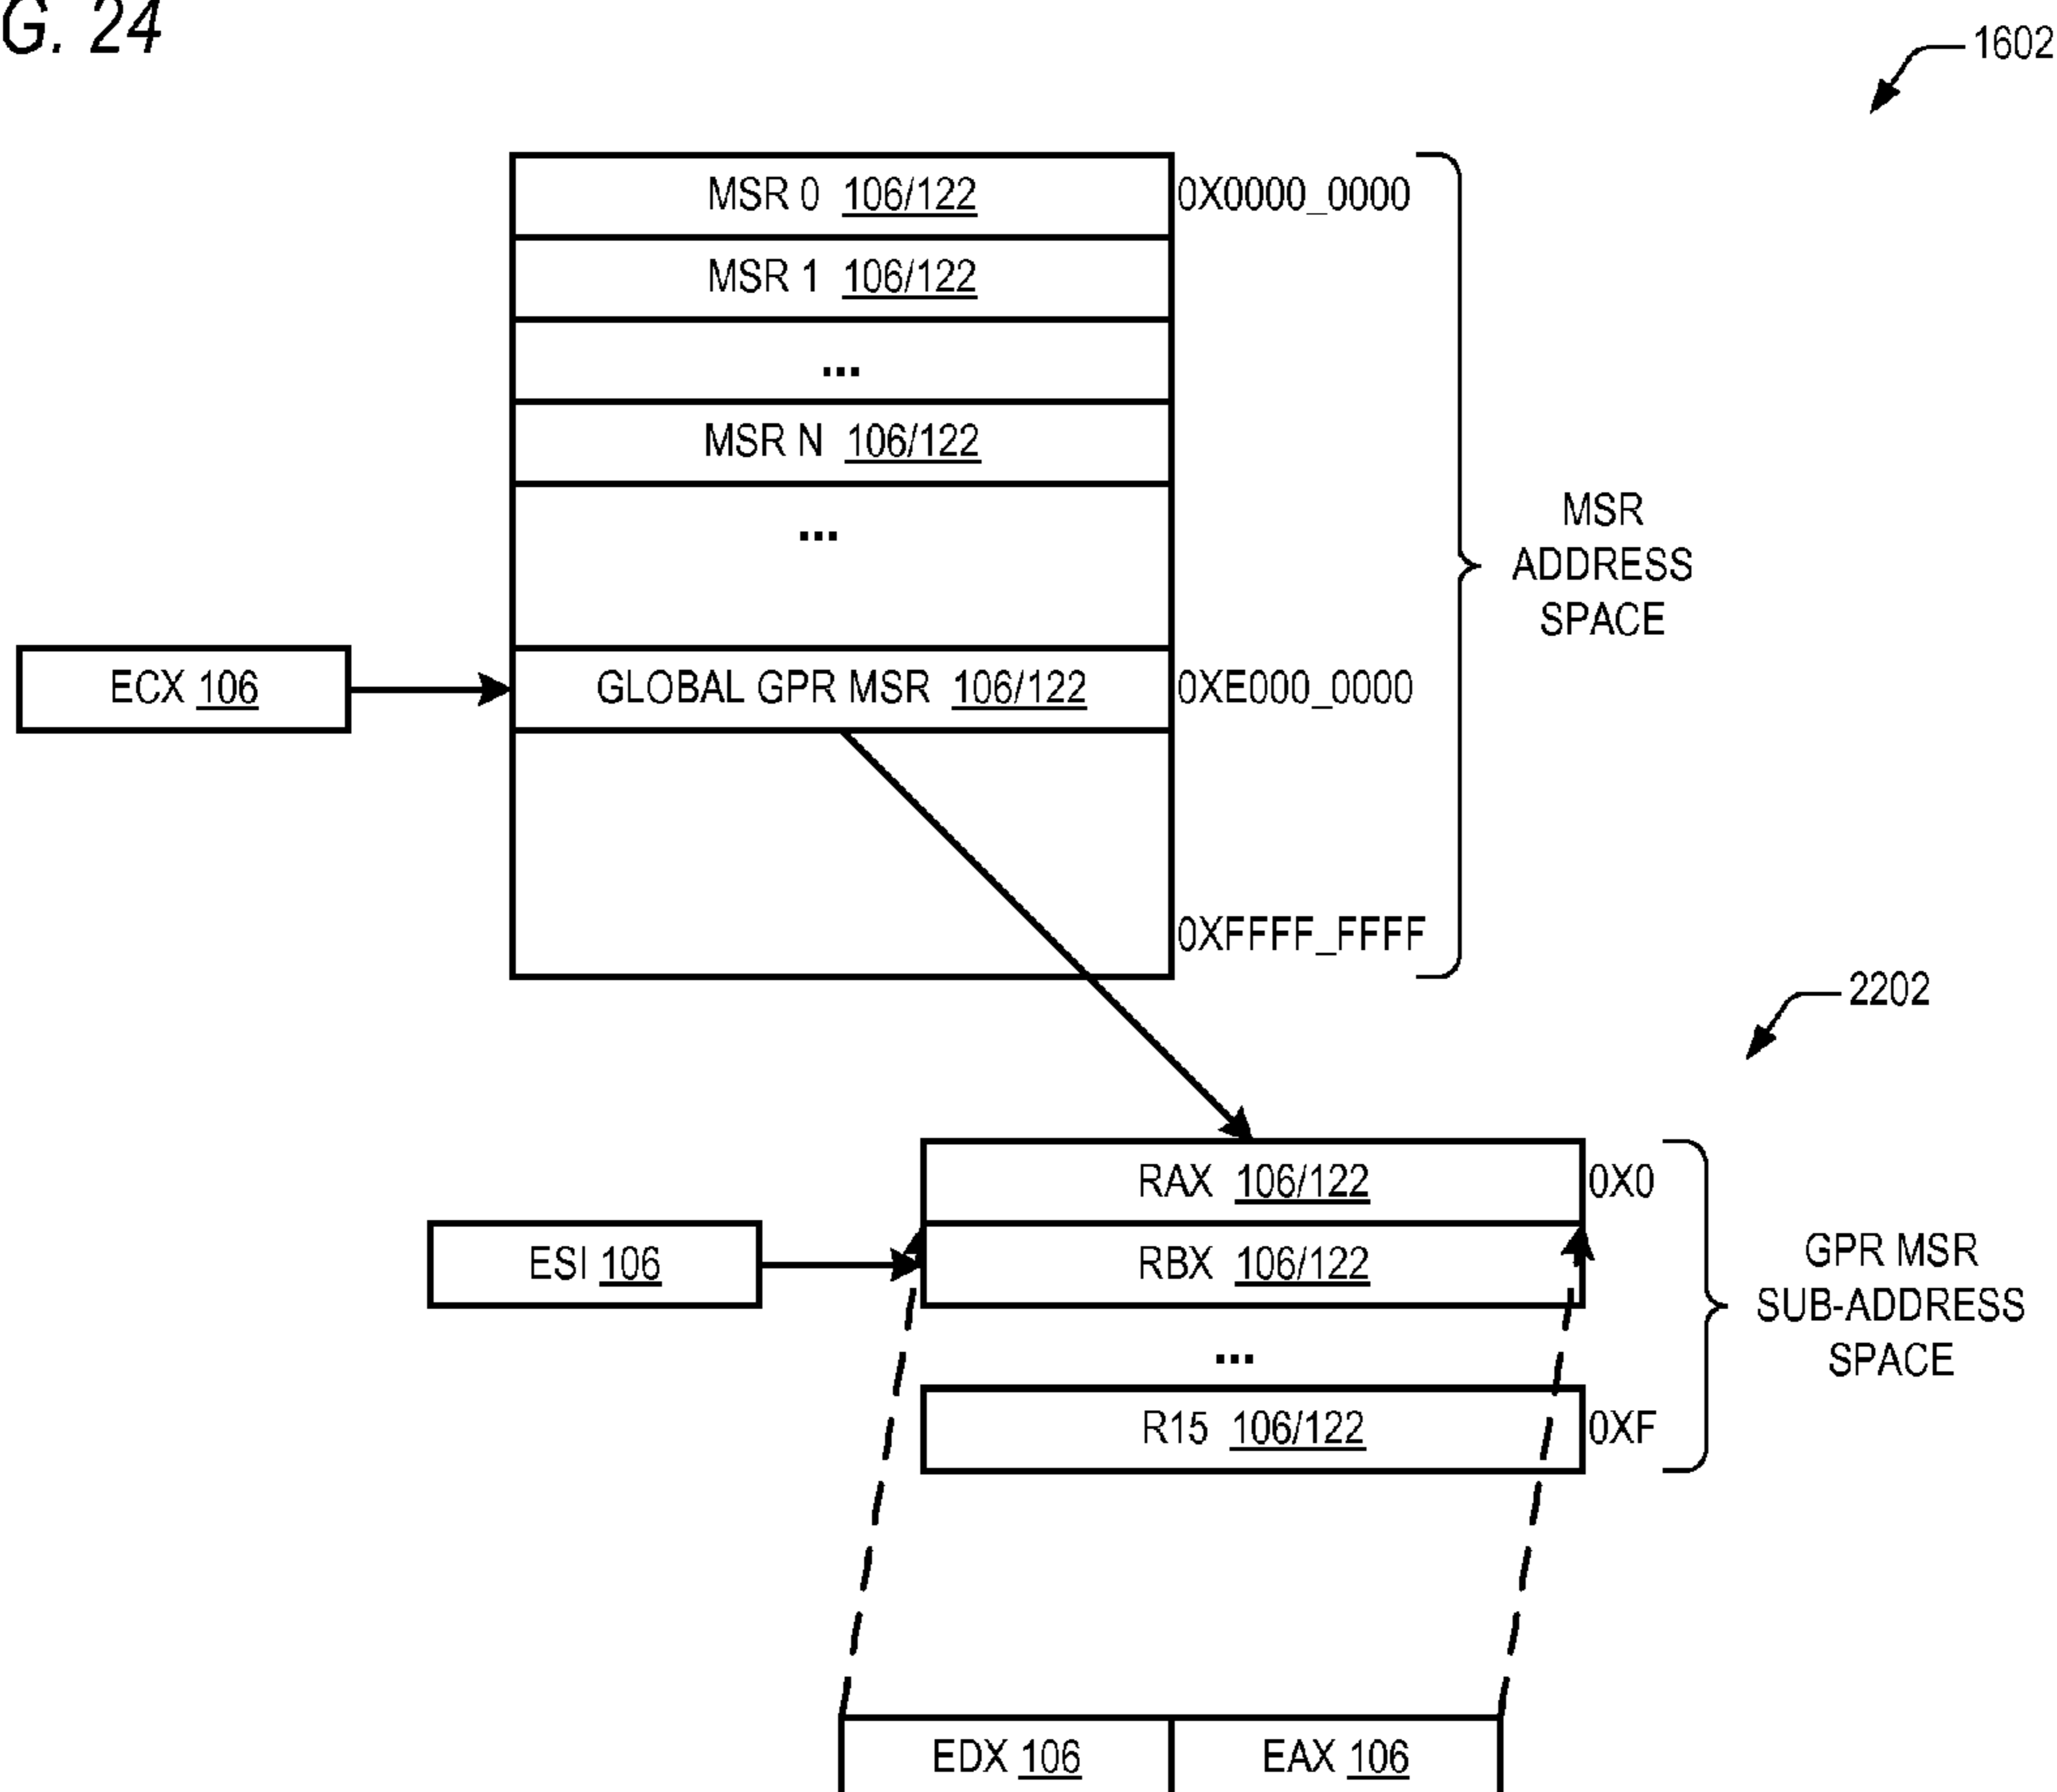 G. 24
1602
MSR 0 106/122 0X0000_0000
MSR 1 106/122
...
MSR N 106/122
...
MSR
ADDRESS
SPACE
ECX 106
GLOBAL GPR MSR 106/122 0XE000_0000
0XFFFF_FFFF
2202
RAX 106/122 0X0
ESI 106
RBX 106/122
...
R15 106/122 0XF
GPR MSR
SUB-ADDRESS
SPACE
EDX 106 EAX 106